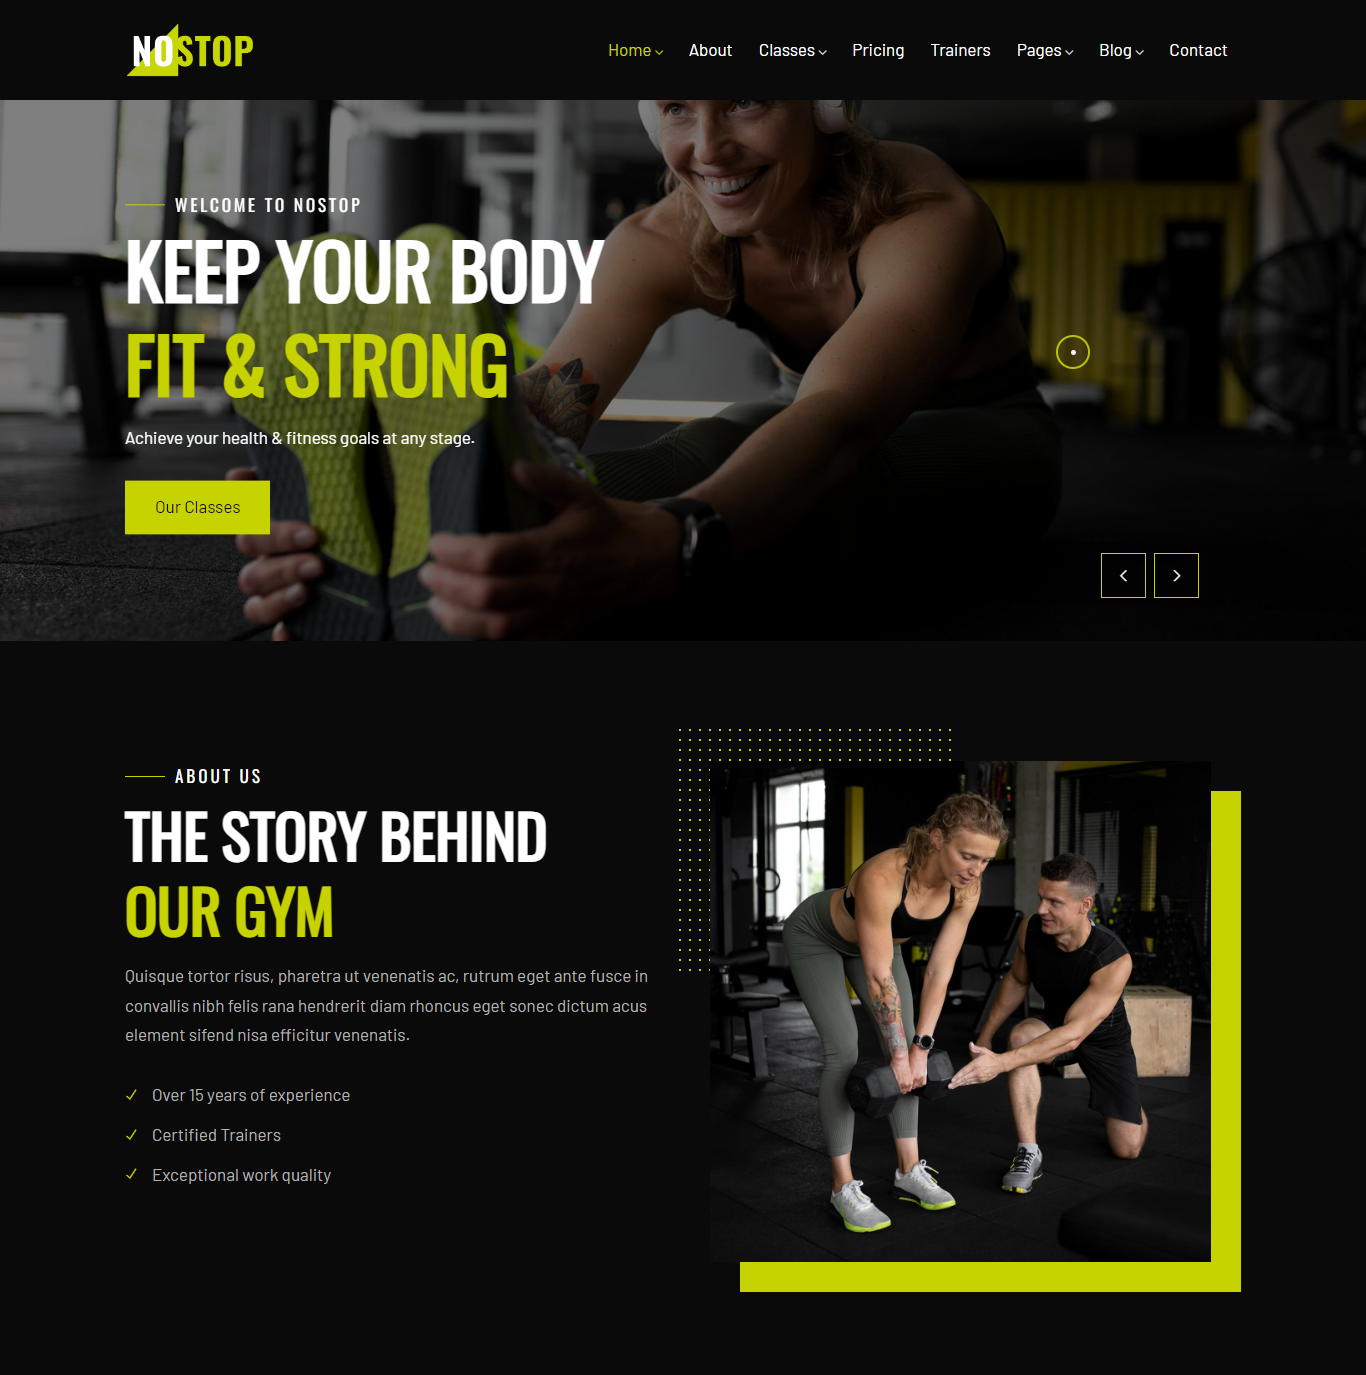 NOSTOP
Home About Classes Pricing Trainers Pages Blog Contact
WELCOME TO NOSTOP
KEEP YOUR BODY
FIT & STRONG
Achieve your health & fitness goals at any stage.
Our Classes
ABOUT US
THE STORY BEHIND
OUR GYM
Quisque tortor risus, pharetra ut venenatis ac, rutrum eget ante fusce in
convallis nibh felis rana hendrerit diam rhoncus eget sonec dictum acus
element sifend nisa efficitur venenatis.
Over 15 years of experience
Certified Trainers
Exceptional work quality